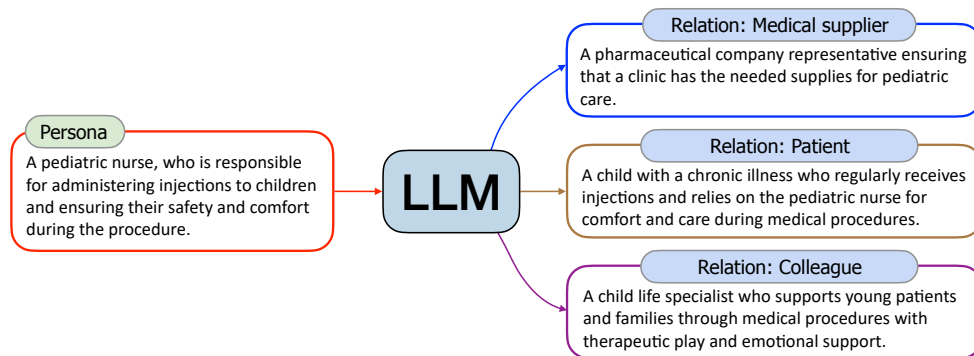 Persona
A pediatric nurse, who is responsible
for administering injections to children
and ensuring their safety and comfort
during the procedure.
LLM
Relation: Medical supplier
A pharmaceutical company representative ensuring
that a clinic has the needed supplies for pediatric
care.
Relation: Patient
A child with a chronic illness who regularly receives
injections and relies on the pediatric nurse for
comfort and care during medical procedures.
Relation: Colleague
A child life specialist who supports young patients
and families through medical procedures with
therapeutic play and emotional support.